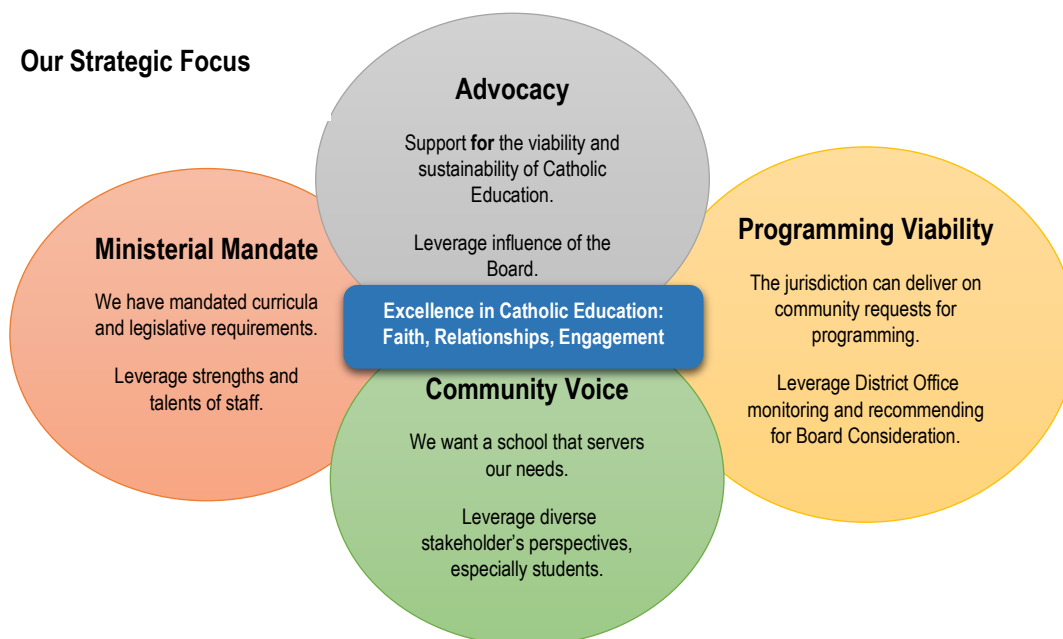 Our Strategic Focus
Advocacy
Support for the viability and
sustainability of Catholic
Education.
Leverage influence of the
Board.
Ministerial Mandate
We have mandated curricula
and legislative requirements.
Leverage strengths and
talents of staff.
Programming Viability
The jurisdiction can deliver on
community requests for
programming.
Leverage District Office
monitoring and recommending
for Board Consideration.
Excellence in Catholic Education:
Faith, Relationships, Engagement
Community Voice
We want a school that servers
our needs.
Leverage diverse
stakeholder’s perspectives,
especially students.